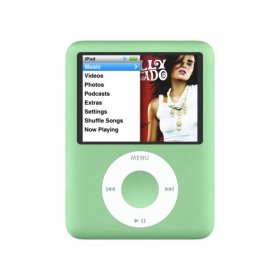 iPod
Music
Videos
Photos
Podcasts
Extras
Settings
Shuffle Songs
Now Playing
MENU